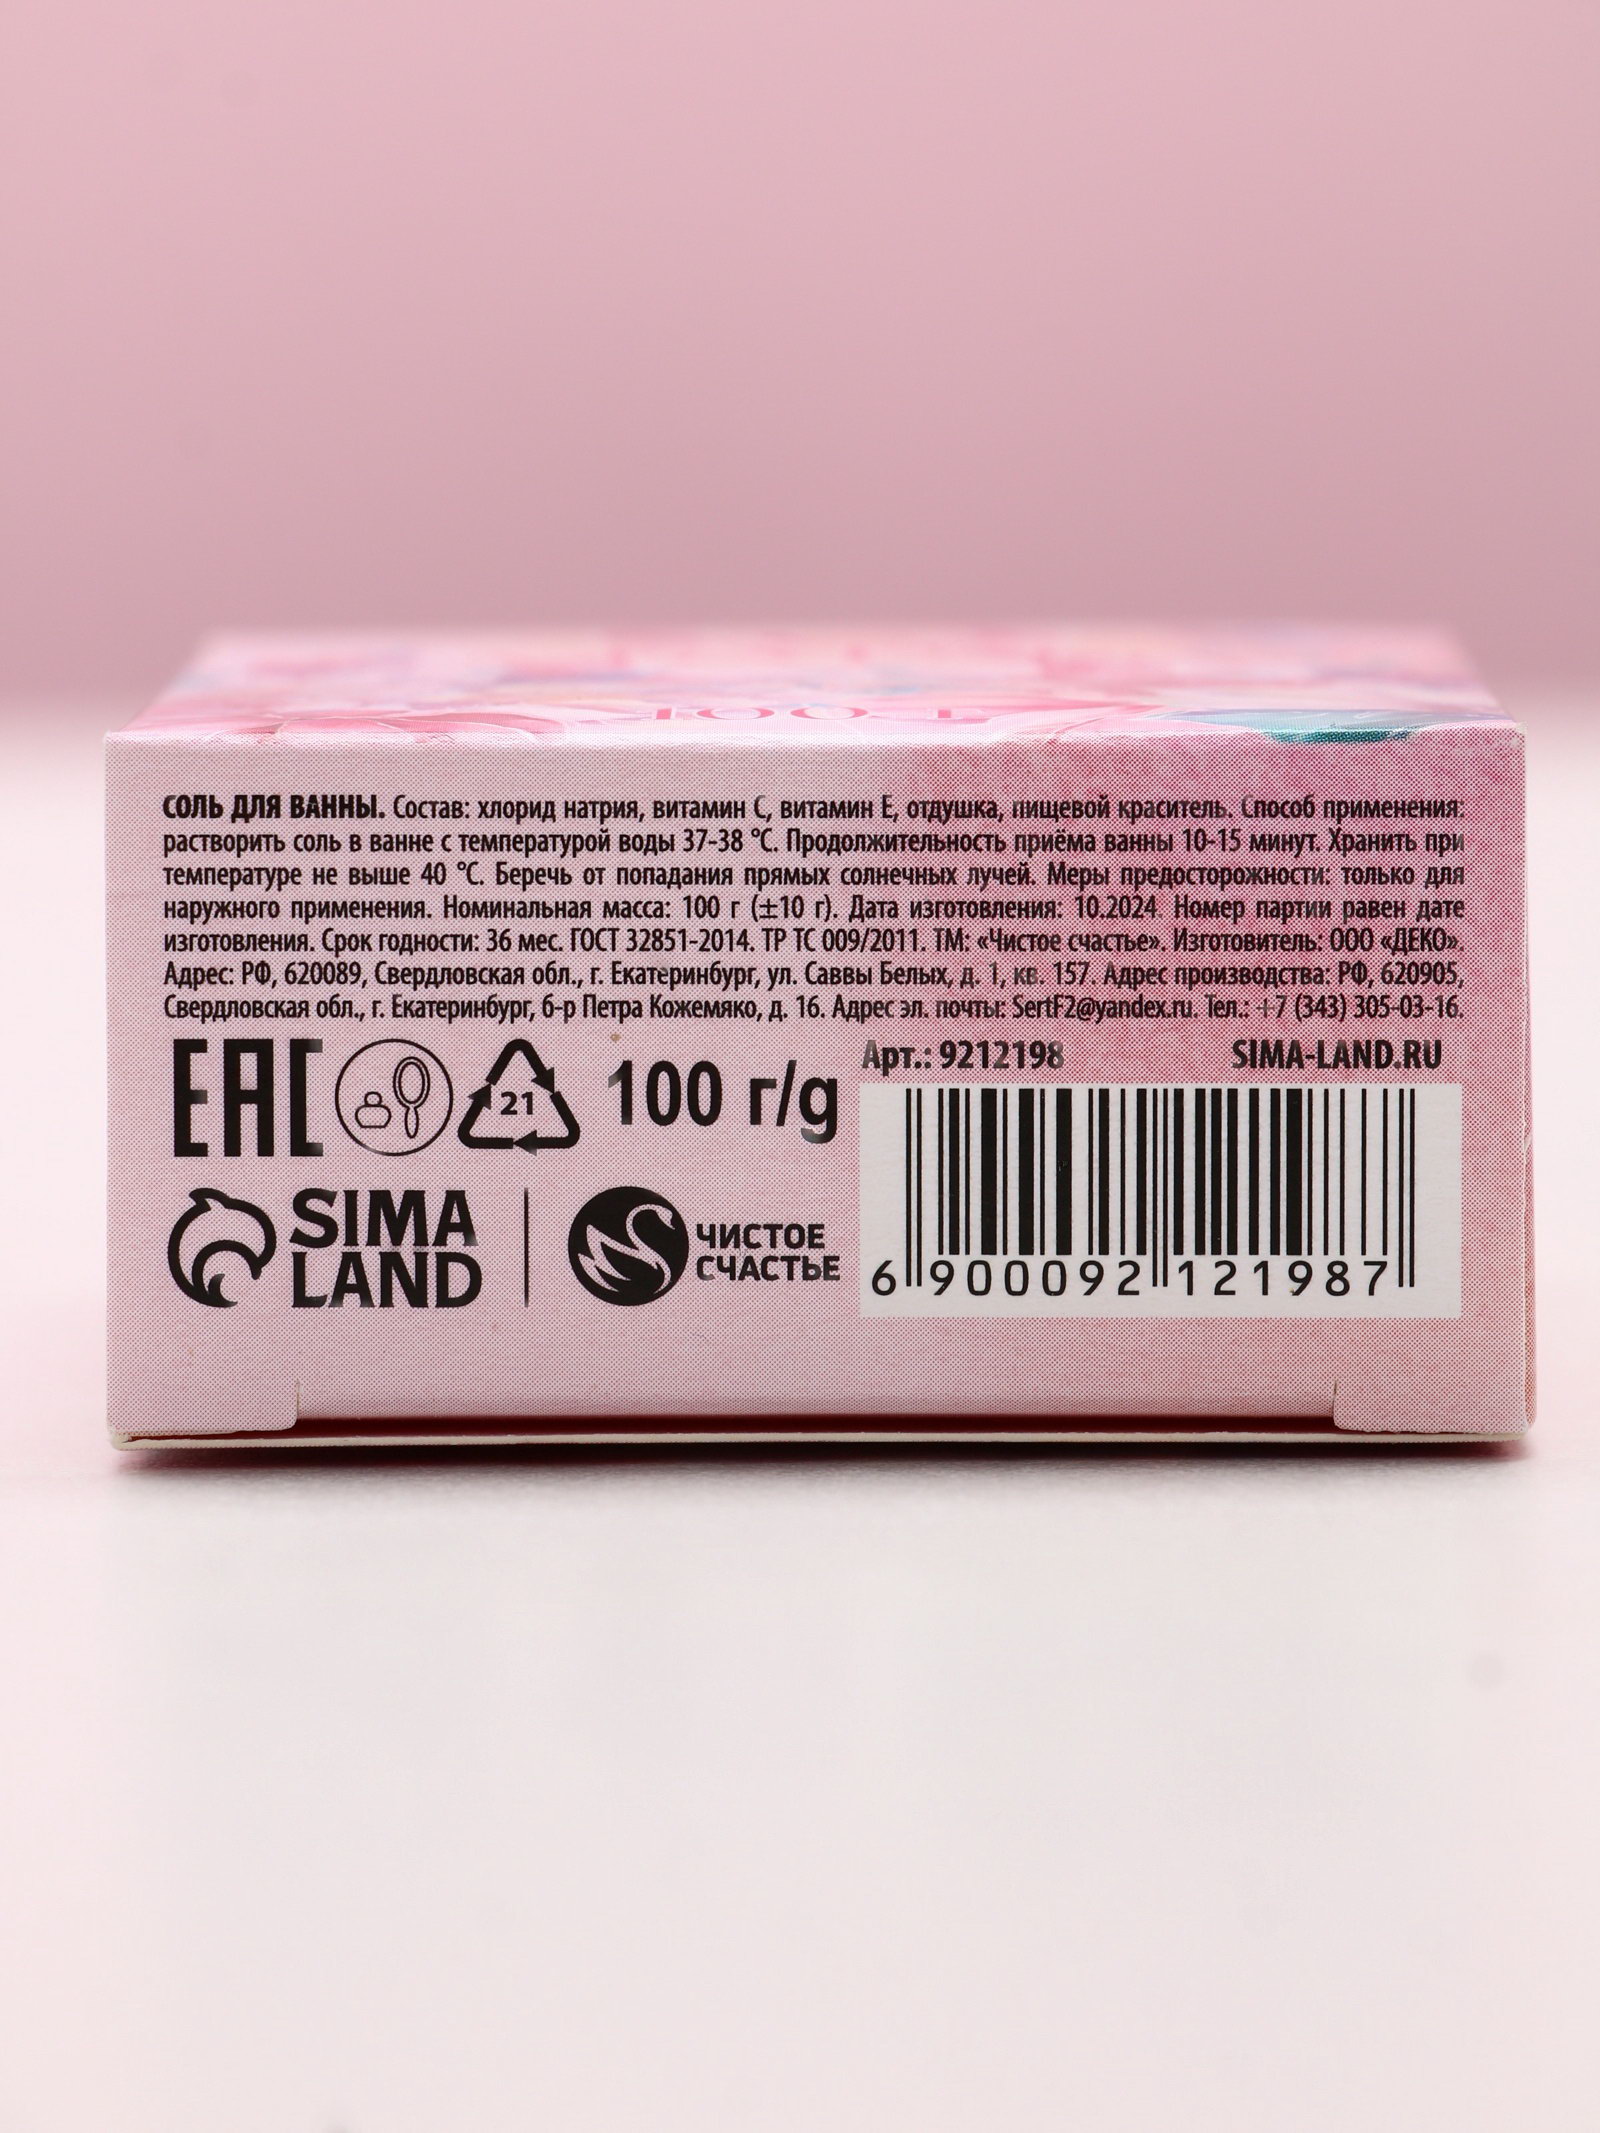 100 г
СОЛЬ ДЛЯ ВАННЫ. Состав: хлорид натрия, витамин С, витамин Е, отдушка, пищевой краситель. Способ применения:
растворить соль в ванне с температурой воды 37-38 °С. Продолжительность приёма ванны 10-15 минут. Хранить при
температуре не выше 40 °С. Беречь от попадания прямых солнечных лучей. Меры предосторожности: только для
наружного применения. Номинальная масса: 100 г (±10 г). Дата изготовления: 10.2024. Номер партии равен дате
изготовления. Срок годности: 36 мес. ГОСТ 32851-2014. ТР ТС 009/2011. ТМ: «Чистое счастье». Изготовитель: ООО «ДЕКО».
Адрес: РФ, 620089, Свердловская обл., г. Екатеринбург, ул. Саввы Белых, д. 1, кв. 157. Адрес производства: РФ, 620905,
Свердловская обл., г. Екатеринбург, б-р Петра Кожемяко, д. 16. Адрес эл. почты: SertF2@yandex.ru. Тел.: +7 (343) 305-03-16.
EAC
21
100 г/g
Арт.: 9212198 SIMA-LAND.RU
SIMA
LAND
ЧИСТОЕ
СЧАСТЬЕ
6 900092 121987